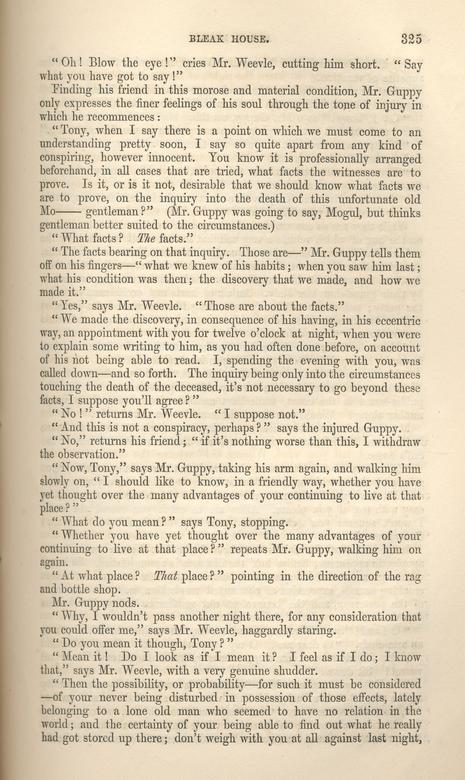 BLEAK HOUSE. 325
“Oh! Blow the eye!” cries Mr. Weevle, cutting him short. “Say
what you have got to say!”
Finding his friend in this morose and material condition, Mr. Guppy
only expresses the finer feelings of his soul through the tone of injury in
which he recommences:
“Tony, when I say there is a point on which we must come to an
understanding pretty soon, I say so quite apart from any kind of
conspiring, however innocent. You know it is professionally arranged
beforehand, in all cases that are tried, what facts the witnesses are to
prove. Is it, or is it not, desirable that we should know what facts we
are to prove, on the inquiry into the death of this unfortunate old
Mo—— gentleman?” (Mr. Guppy was going to say, Mogul, but thinks
gentleman better suited to the circumstances.)
“What facts? The facts.”
“The facts bearing on that inquiry. Those are—” Mr. Guppy tells them
off on his fingers—“what we knew of his habits; when you saw him last;
what his condition was then; the discovery that we made, and how we
made it.”
“Yes,” says Mr. Weevle. “Those are about the facts.”
“We made the discovery, in consequence of his having, in his eccentric
way, an appointment with you for twelve o’clock at night, when you were
to explain some writing to him, as you had often done before, on account
of his not being able to read. I, spending the evening with you, was
called down—and so forth. The inquiry being only into the circumstances
touching the death of the deceased, it’s not necessary to go beyond these
facts, I suppose you’ll agree?”
“No!” returns Mr. Weevle. “I suppose not.”
“And this is not a conspiracy, perhaps?” says the injured Guppy.
“No,” returns his friend; “if it’s nothing worse than this, I withdraw
the observation.”
“Now, Tony,” says Mr. Guppy, taking his arm again, and walking him
slowly on, “I should like to know, in a friendly way, whether you have
yet thought over the many advantages of your continuing to live at that
place?”
“What do you mean?” says Tony, stopping.
“Whether you have yet thought over the many advantages of your
continuing to live at that place?” repeats Mr. Guppy, walking him on
again.
“At what place? That place?” pointing in the direction of the rag
and bottle shop.
Mr. Guppy nods.
“Why, I wouldn’t pass another night there, for any consideration that
you could offer me,” says Mr. Weevle, haggardly staring.
“Do you mean it though, Tony?”
“Mean it! Do I look as if I mean it? I feel as if I do; I know
that,” says Mr. Weevle, with a very genuine shudder.
“Then the possibility, or probability—for such it must be considered
—of your never being disturbed in possession of those effects, lately
belonging to a lone old man who seemed to have no relation in the
world; and the certainty of your being able to find out what he really
had got stored up there; don’t weigh with you at all against last night,